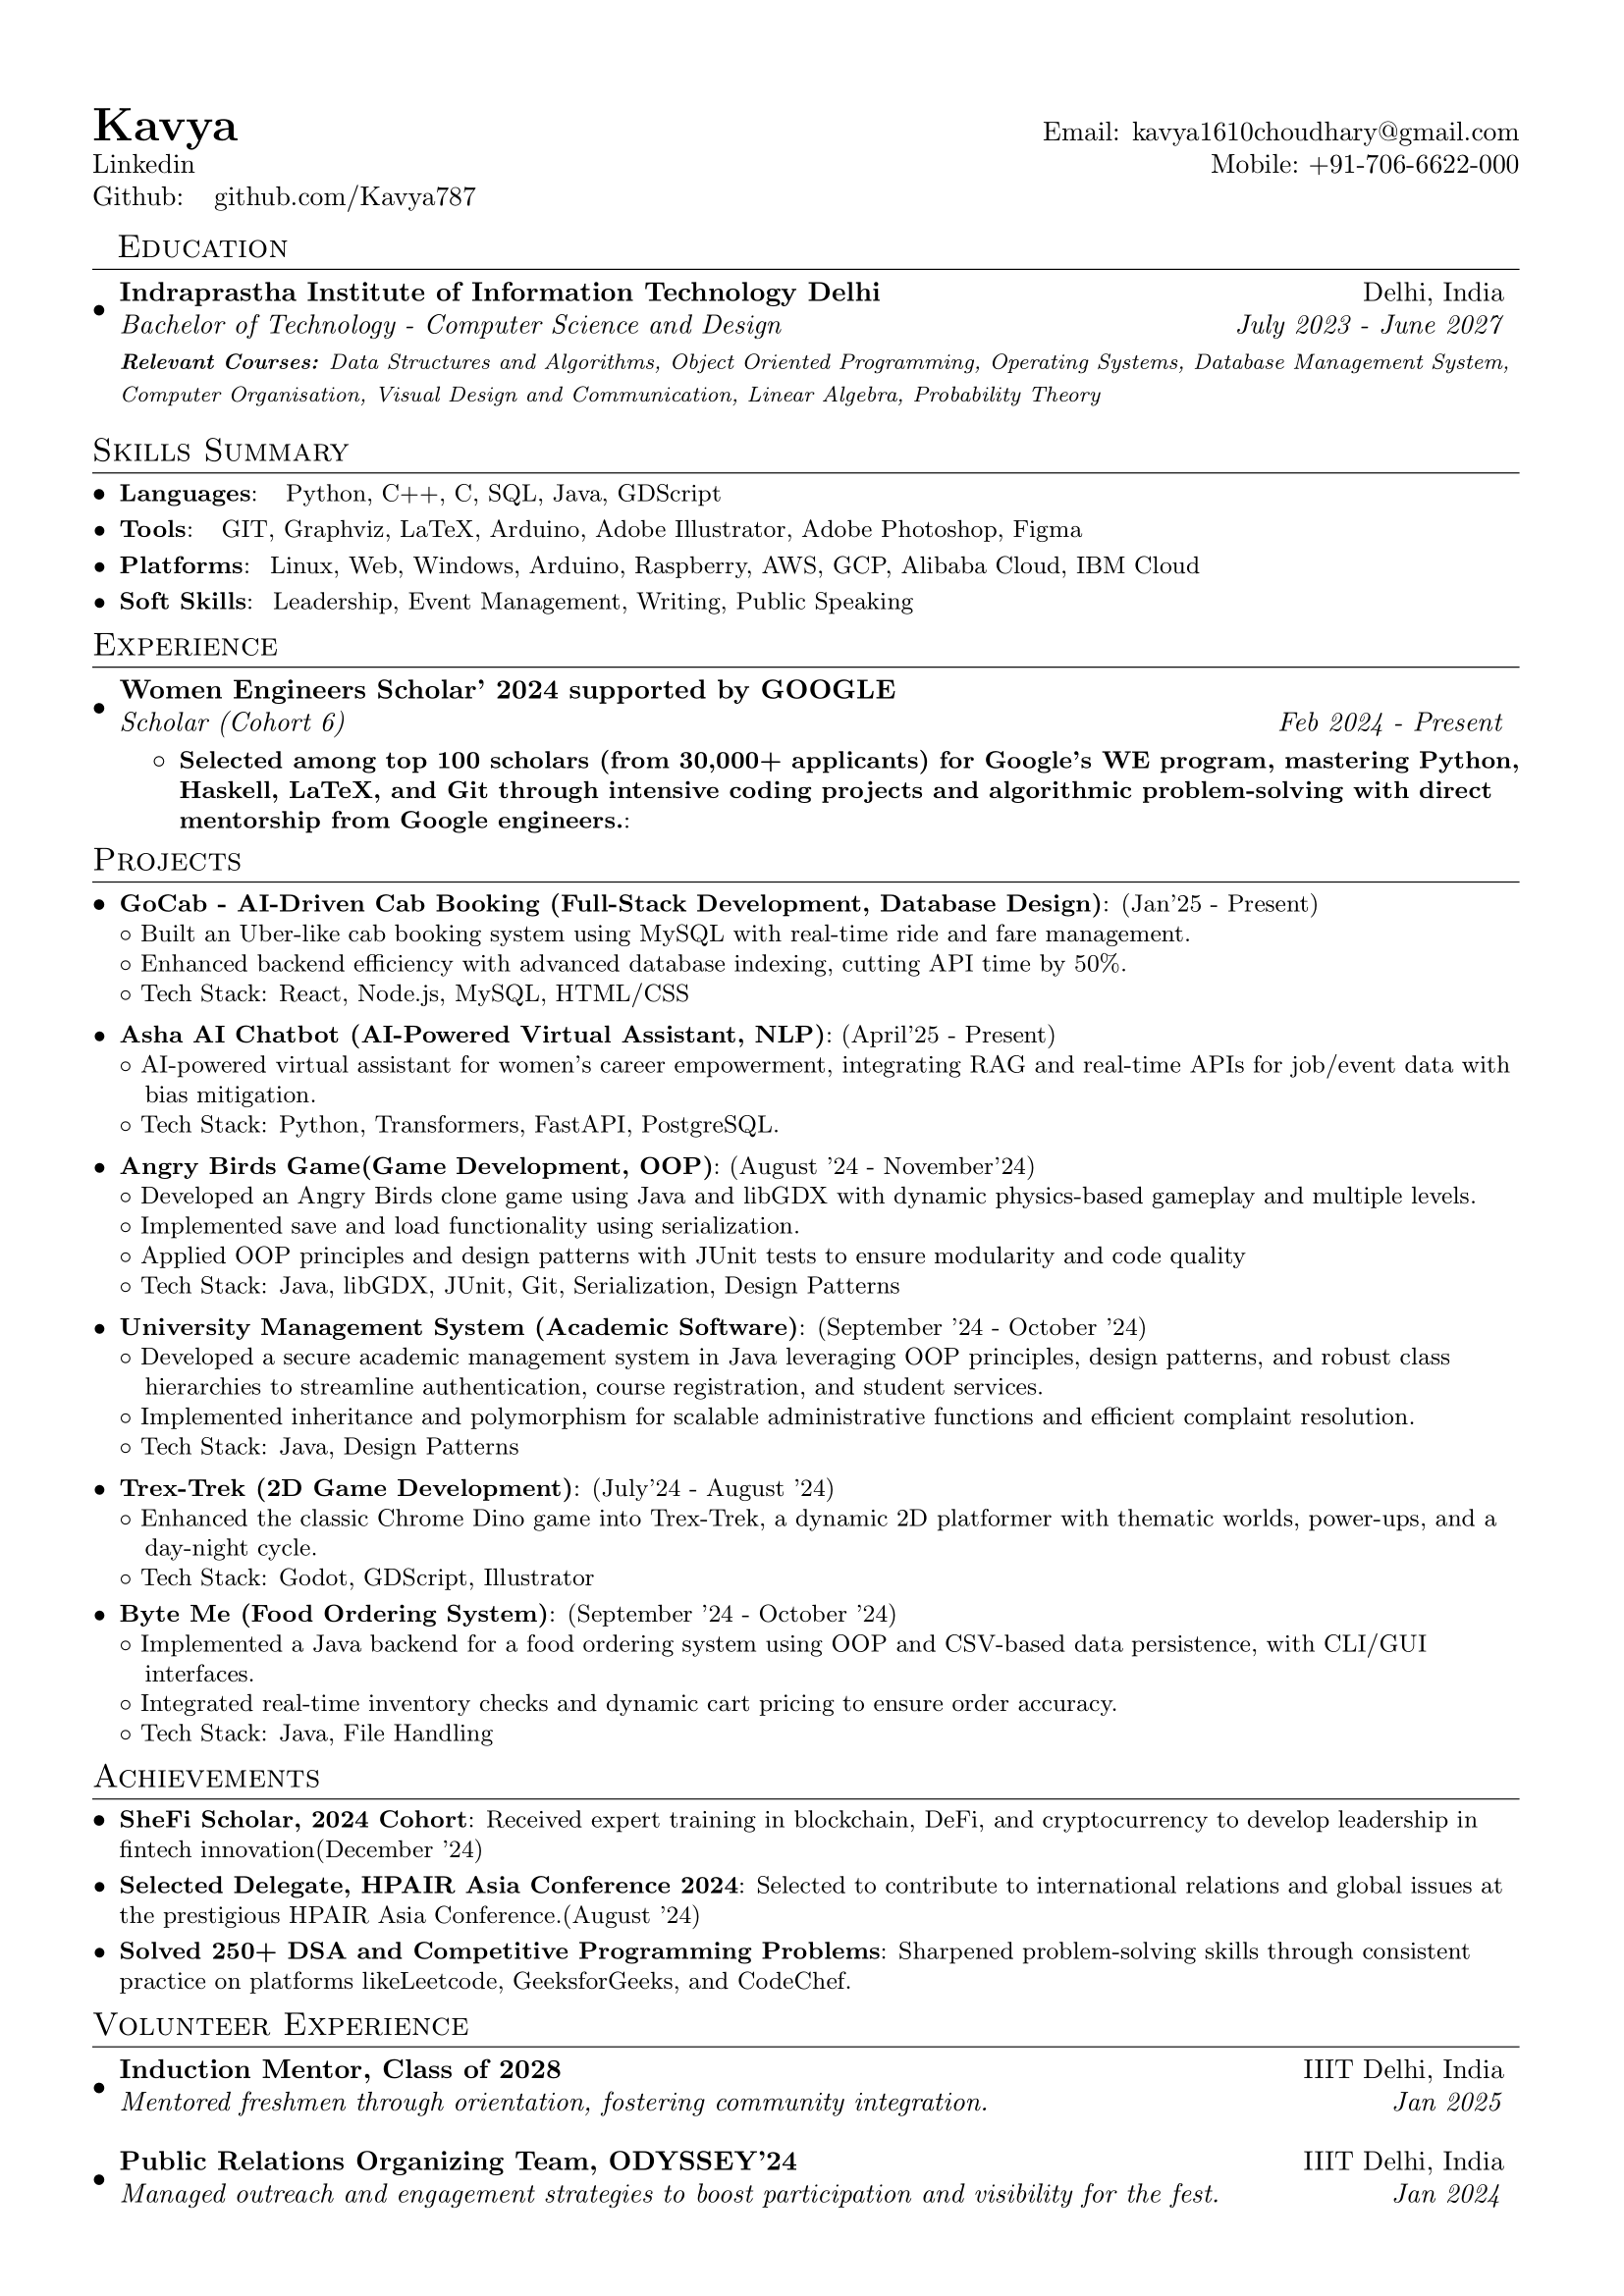 Kavya
Email: kavya1610choudhary@gmail.com
Linkedin
Mobile: +91-706-6622-000
Github: github.com/Kavya787
Education
• Indraprastha Institute of Information Technology Delhi Delhi, India
Bachelor of Technology - Computer Science and Design July 2023 - June 2027
Relevant Courses: Data Structures and Algorithms, Object Oriented Programming, Operating Systems, Database Management System,
Computer Organisation, Visual Design and Communication, Linear Algebra, Probability Theory
Skills Summary
• Languages: Python, C++, C, SQL, Java, GDScript
• Tools: GIT, Graphviz, LaTeX, Arduino, Adobe Illustrator, Adobe Photoshop, Figma
• Platforms: Linux, Web, Windows, Arduino, Raspberry, AWS, GCP, Alibaba Cloud, IBM Cloud
• Soft Skills: Leadership, Event Management, Writing, Public Speaking
Experience
• Women Engineers Scholar' 2024 supported by GOOGLE
Scholar (Cohort 6) Feb 2024 - Present
◦ Selected among top 100 scholars (from 30,000+ applicants) for Google's WE program, mastering Python,
Haskell, LaTeX, and Git through intensive coding projects and algorithmic problem-solving with direct
mentorship from Google engineers.:
Projects
• GoCab - AI-Driven Cab Booking (Full-Stack Development, Database Design): (Jan'25 - Present)
◦ Built an Uber-like cab booking system using MySQL with real-time ride and fare management.
◦ Enhanced backend efficiency with advanced database indexing, cutting API time by 50%.
◦ Tech Stack: React, Node.js, MySQL, HTML/CSS
• Asha AI Chatbot (AI-Powered Virtual Assistant, NLP): (April'25 - Present)
◦ AI-powered virtual assistant for women's career empowerment, integrating RAG and real-time APIs for job/event data with
bias mitigation.
◦ Tech Stack: Python, Transformers, FastAPI, PostgreSQL.
• Angry Birds Game(Game Development, OOP): (August '24 - November'24)
◦ Developed an Angry Birds clone game using Java and libGDX with dynamic physics-based gameplay and multiple levels.
◦ Implemented save and load functionality using serialization.
◦ Applied OOP principles and design patterns with JUnit tests to ensure modularity and code quality
◦ Tech Stack: Java, libGDX, JUnit, Git, Serialization, Design Patterns
• University Management System (Academic Software): (September '24 - October '24)
◦ Developed a secure academic management system in Java leveraging OOP principles, design patterns, and robust class
hierarchies to streamline authentication, course registration, and student services.
◦ Implemented inheritance and polymorphism for scalable administrative functions and efficient complaint resolution.
◦ Tech Stack: Java, Design Patterns
• Trex-Trek (2D Game Development): (July'24 - August '24)
◦ Enhanced the classic Chrome Dino game into Trex-Trek, a dynamic 2D platformer with thematic worlds, power-ups, and a
day-night cycle.
◦ Tech Stack: Godot, GDScript, Illustrator
• Byte Me (Food Ordering System): (September '24 - October '24)
◦ Implemented a Java backend for a food ordering system using OOP and CSV-based data persistence, with CLI/GUI
interfaces.
◦ Integrated real-time inventory checks and dynamic cart pricing to ensure order accuracy.
◦ Tech Stack: Java, File Handling
Achievements
• SheFi Scholar, 2024 Cohort: Received expert training in blockchain, DeFi, and cryptocurrency to develop leadership in
fintech innovation(December '24)
• Selected Delegate, HPAIR Asia Conference 2024: Selected to contribute to international relations and global issues at
the prestigious HPAIR Asia Conference.(August '24)
• Solved 250+ DSA and Competitive Programming Problems: Sharpened problem-solving skills through consistent
practice on platforms likeLeetcode, GeeksforGeeks, and CodeChef.
Volunteer Experience
• Induction Mentor, Class of 2028 IIIT Delhi, India
Mentored freshmen through orientation, fostering community integration. Jan 2025
• Public Relations Organizing Team, ODYSSEY'24 IIIT Delhi, India
Managed outreach and engagement strategies to boost participation and visibility for the fest. Jan 2024